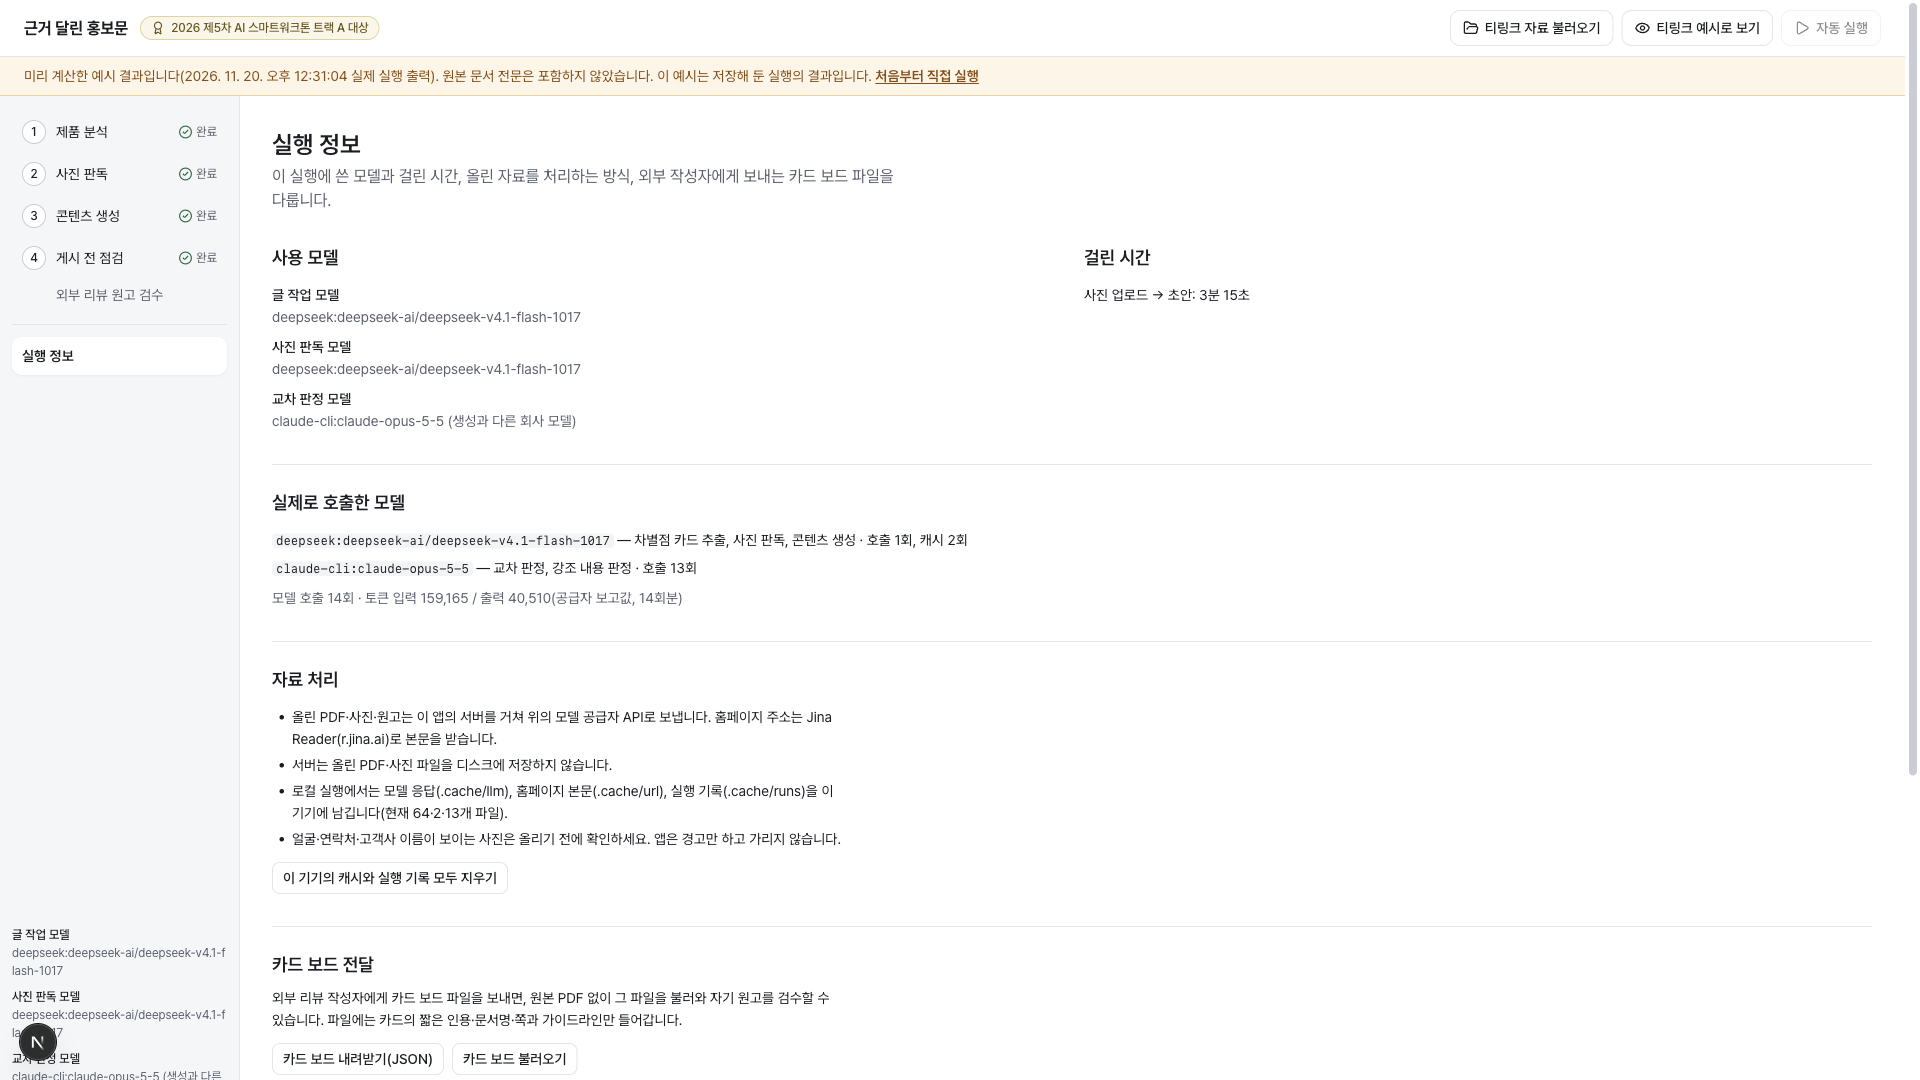 근거 달린 홍보문
2026 제5차 AI 스마트워크톤 트랙 A 대상
티링크 자료 불러오기
티링크 예시로 보기
자동 실행
미리 계산한 예시 결과입니다(2026. 11. 20. 오후 12:31:04 실제 실행 출력). 원본 문서 전문은 포함하지 않았습니다. 이 예시는 저장해 둔 실행의 결과입니다. 처음부터 직접 실행
1 제품 분석 완료
2 사진 판독 완료
3 콘텐츠 생성 완료
4 게시 전 점검 완료
외부 리뷰 원고 검수
실행 정보
글 작업 모델
deepseek:deepseek-ai/deepseek-v4.1-f
lash-1017
사진 판독 모델
deepseek:deepseek-ai/deepseek-v4.1-f
N
모델
claude-cli:claude-opus-5-5 (생성과 다른
실행 정보
이 실행에 쓴 모델과 걸린 시간, 올린 자료를 처리하는 방식, 외부 작성자에게 보내는 카드 보드 파일을
다룹니다.
사용 모델
글 작업 모델
deepseek:deepseek-ai/deepseek-v4.1-flash-1017
사진 판독 모델
deepseek:deepseek-ai/deepseek-v4.1-flash-1017
교차 판정 모델
claude-cli:claude-opus-5-5 (생성과 다른 회사 모델)
걸린 시간
사진 업로드 → 초안: 3분 15초
실제로 호출한 모델
deepseek:deepseek-ai/deepseek-v4.1-flash-1017 — 차별점 카드 추출, 사진 판독, 콘텐츠 생성 · 호출 1회, 캐시 2회
claude-cli:claude-opus-5-5 — 교차 판정, 강조 내용 판정 · 호출 13회
모델 호출 14회 · 토큰 입력 159,165 / 출력 40,510(공급자 보고값, 14회분)
자료 처리
• 올린 PDF·사진·원고는 이 앱의 서버를 거쳐 위의 모델 공급자 API로 보냅니다. 홈페이지 주소는 Jina
Reader(r.jina.ai)로 본문을 받습니다.
• 서버는 올린 PDF·사진 파일을 디스크에 저장하지 않습니다.
• 로컬 실행에서는 모델 응답(.cache/llm), 홈페이지 본문(.cache/url), 실행 기록(.cache/runs)을 이
기기에 남깁니다(현재 64·2·13개 파일).
• 얼굴·연락처·고객사 이름이 보이는 사진은 올리기 전에 확인하세요. 앱은 경고만 하고 가리지 않습니다.
이 기기의 캐시와 실행 기록 모두 지우기
카드 보드 전달
외부 리뷰 작성자에게 카드 보드 파일을 보내면, 원본 PDF 없이 그 파일을 불러와 자기 원고를 검수할 수
있습니다. 파일에는 카드의 짧은 인용·문서명·쪽과 가이드라인만 들어갑니다.
카드 보드 내려받기(JSON)
카드 보드 불러오기